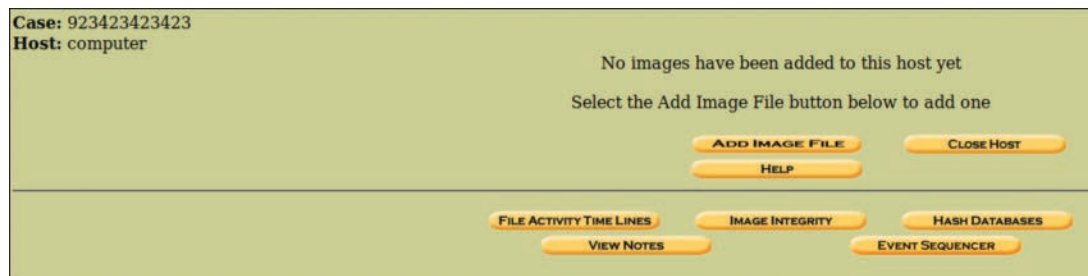 Case: 923423423423
Host: computer
No images have been added to this host yet
Select the Add Image File button below to add one
ADD IMAGE FILE CLOSE HOST
HELP
FILE ACTIVITY TIME LINES IMAGE INTEGRITY HASH DATABASES
VIEW NOTES EVENT SEQUENCER